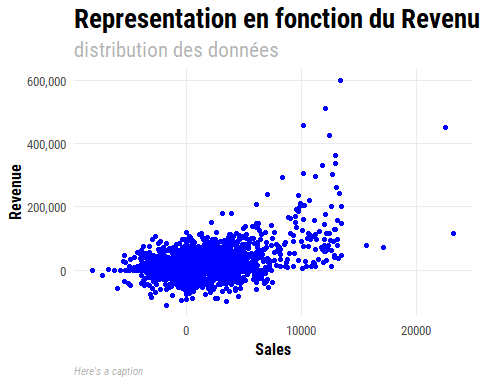 Representation en fonction du Revenu
distribution des données
600,000
400,000
200,000
0
Revenue
0 10000 20000
Sales
Here's a caption